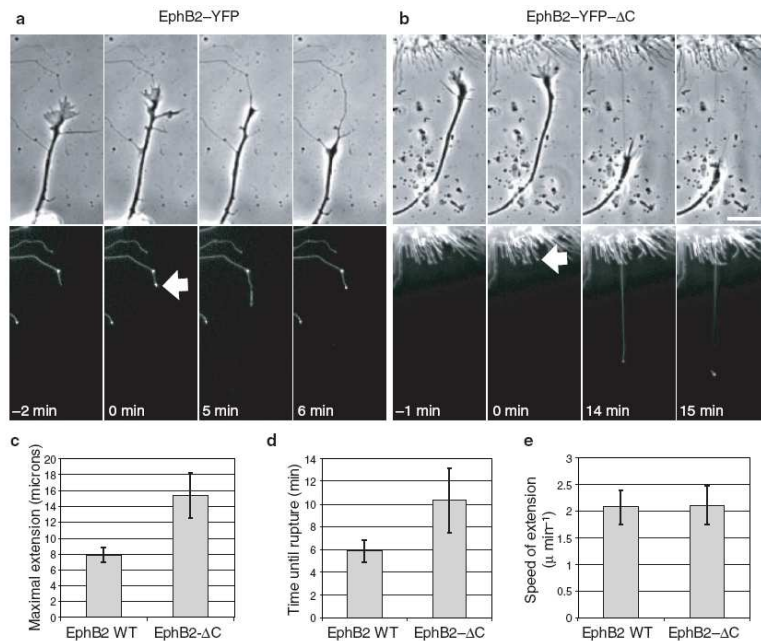 a EphB2–YFP
b EphB2–YFP–ΔC
–2 min 0 min 5 min 6 min
–1 min 0 min 14 min 15 min
c
Maximal extension (microns)
20
18
16
14
12
10
8
6
4
2
0
EphB2 WT EphB2-ΔC
d
Time until rupture (min)
14
12
10
8
6
4
2
0
EphB2 WT EphB2–ΔC
e
Speed of extension
(μ min⁻¹)
3
2.5
2
1.5
1
0.5
0
EphB2 WT EphB2–ΔC